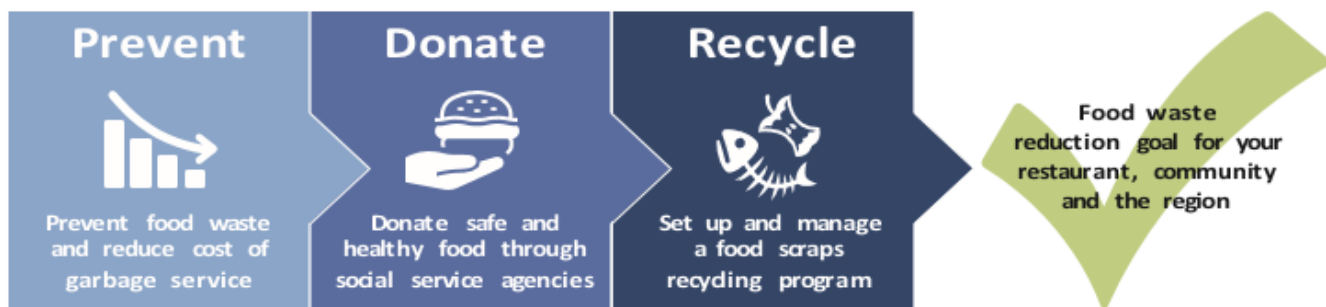 Prevent
Prevent food waste
and reduce cost of
garbage service
Donate
Donate safe and
healthy food through
social service agencies
Recycle
Set up and manage
a food scraps
recycling program
Food waste
reduction goal for your
restaurant, community
and the region